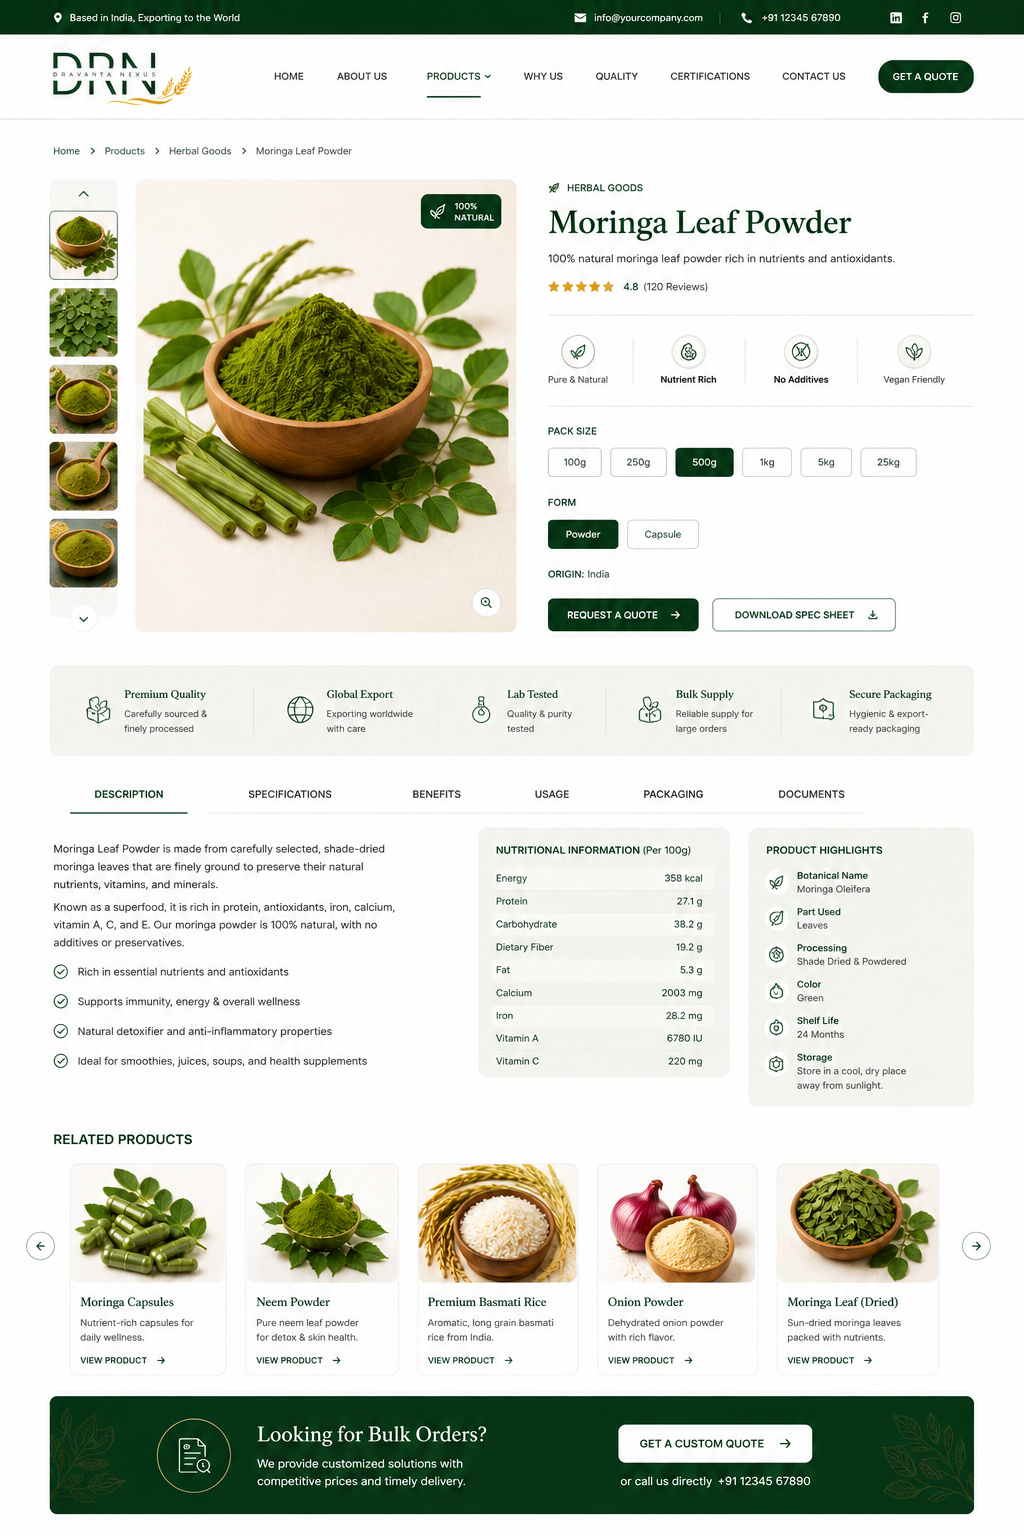 Based in India, Exporting to the World
info@yourcompany.com
+91 12345 67890
DRN
DRAVANTA NEXUS
HOME
ABOUT US
PRODUCTS
WHY US
QUALITY
CERTIFICATIONS
CONTACT US
GET A QUOTE
Home > Products > Herbal Goods > Moringa Leaf Powder
100%
NATURAL
HERBAL GOODS
Moringa Leaf Powder
100% natural moringa leaf powder rich in nutrients and antioxidants.
4.8 (120 Reviews)
Pure & Natural
Nutrient Rich
No Additives
Vegan Friendly
PACK SIZE
100g
250g
500g
1kg
5kg
25kg
FORM
Powder
Capsule
ORIGIN: India
REQUEST A QUOTE
DOWNLOAD SPEC SHEET
Premium Quality
Carefully sourced &
finely processed
Global Export
Exporting worldwide
with care
Lab Tested
Quality & purity
tested
Bulk Supply
Reliable supply for
large orders
Secure Packaging
Hygienic & export-
ready packaging
DESCRIPTION
SPECIFICATIONS
BENEFITS
USAGE
PACKAGING
DOCUMENTS
Moringa Leaf Powder is made from carefully selected, shade-dried
moringa leaves that are finely ground to preserve their natural
nutrients, vitamins, and minerals.
Known as a superfood, it is rich in protein, antioxidants, iron, calcium,
vitamin A, C, and E. Our moringa powder is 100% natural, with no
additives or preservatives.
Rich in essential nutrients and antioxidants
Supports immunity, energy & overall wellness
Natural detoxifier and anti-inflammatory properties
Ideal for smoothies, juices, soups, and health supplements
NUTRITIONAL INFORMATION (Per 100g)
Energy 358 kcal
Protein 27.1 g
Carbohydrate 38.2 g
Dietary Fiber 19.2 g
Fat 5.3 g
Calcium 2003 mg
Iron 28.2 mg
Vitamin A 6780 IU
Vitamin C 220 mg
PRODUCT HIGHLIGHTS
Botanical Name
Moringa Oleifera
Part Used
Leaves
Processing
Shade Dried & Powdered
Color
Green
Shelf Life
24 Months
Storage
Store in a cool, dry place
away from sunlight.
RELATED PRODUCTS
Moringa Capsules
Nutrient-rich capsules for
daily wellness.
VIEW PRODUCT
Neem Powder
Pure neem leaf powder
for detox & skin health.
VIEW PRODUCT
Premium Basmati Rice
Aromatic, long grain basmati
rice from India.
VIEW PRODUCT
Onion Powder
Dehydrated onion powder
with rich flavor.
VIEW PRODUCT
Moringa Leaf (Dried)
Sun-dried moringa leaves
packed with nutrients.
VIEW PRODUCT
Looking for Bulk Orders?
We provide customized solutions with
competitive prices and timely delivery.
GET A CUSTOM QUOTE
or call us directly +91 12345 67890